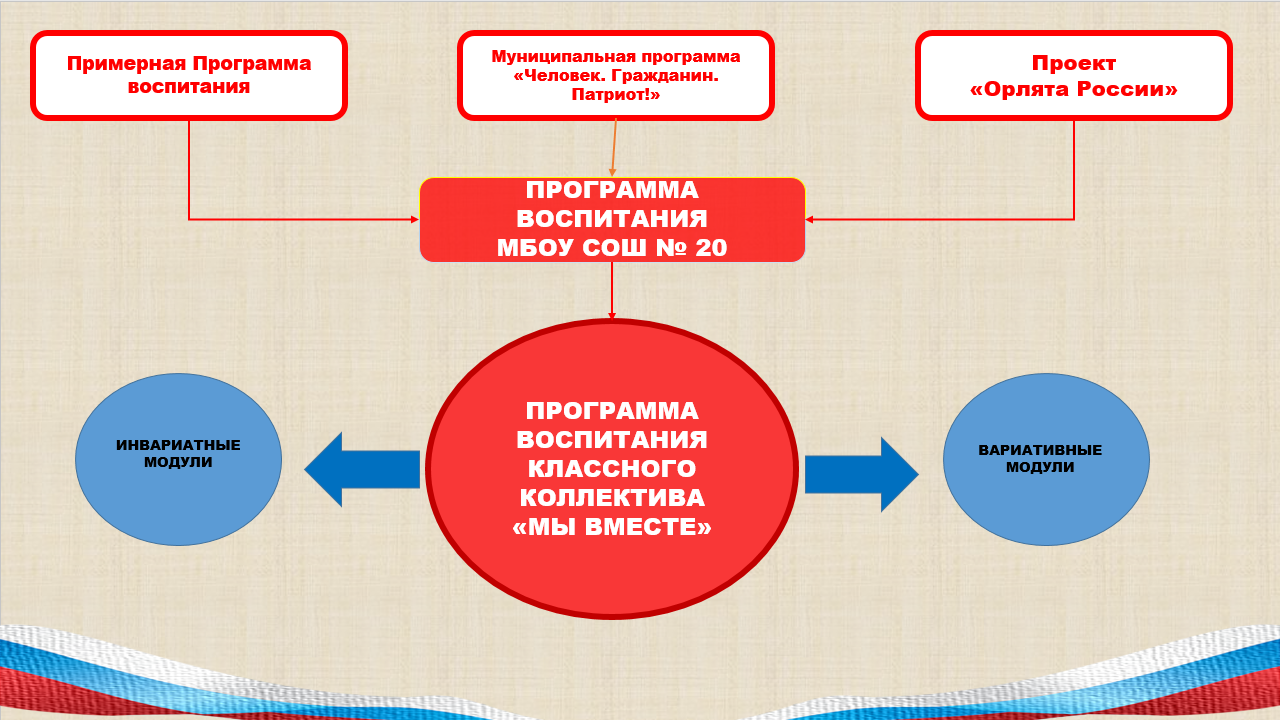 Примерная Программа
воспитания
Муниципальная программа
«Человек. Гражданин.
Патриот!»
Проект
«Орлята России»
ПРОГРАММА
ВОСПИТАНИЯ
МБОУ СОШ № 20
ПРОГРАММА
ВОСПИТАНИЯ
КЛАССНОГО
КОЛЛЕКТИВА
«МЫ ВМЕСТЕ»
ИНВАРИАТНЫЕ
МОДУЛИ
ВАРИАТИВНЫЕ
МОДУЛИ